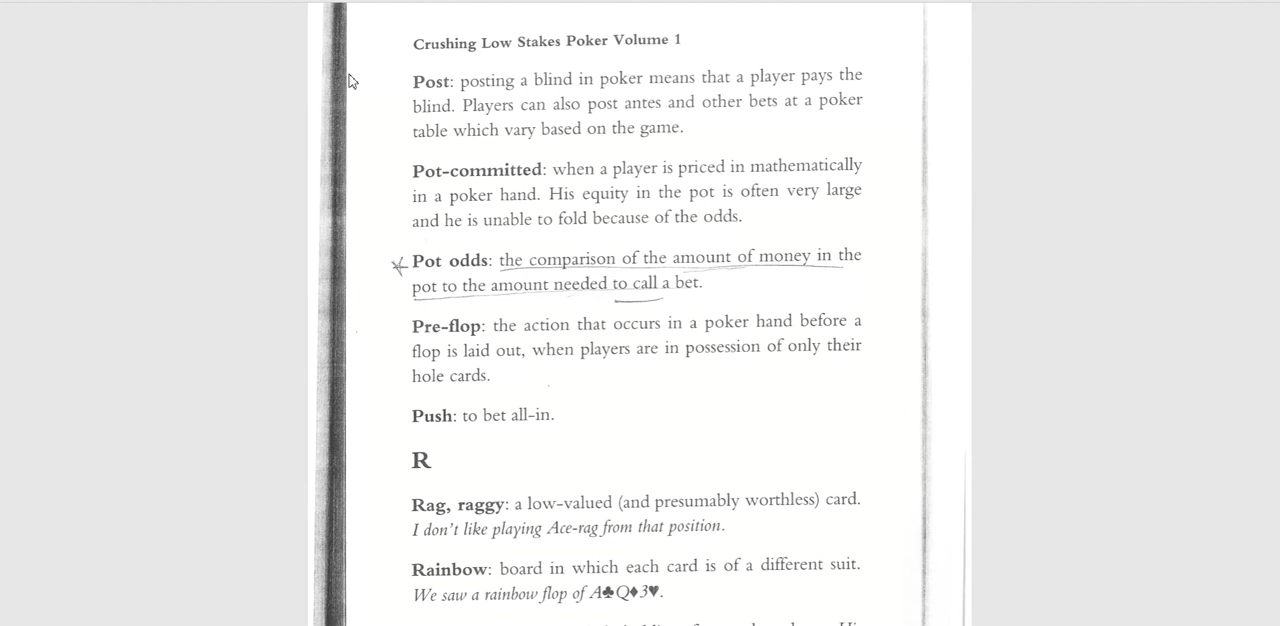 Crushing Low Stakes Poker Volume 1
Post: posting a blind in poker means that a player pays the
blind. Players can also post antes and other bets at a poker
table which vary based on the game.
Pot-committed: when a player is priced in mathematically
in a poker hand. His equity in the pot is often very large
and he is unable to fold because of the odds.
Pot odds: the comparison of the amount of money in the
pot to the amount needed to call a bet.
Pre-flop: the action that occurs in a poker hand before a
flop is laid out, when players are in possession of only their
hole cards.
Push: to bet all-in.
R
Rag, raggy: a low-valued (and presumably worthless) card.
I don't like playing Ace-rag from that position.
Rainbow: board in which each card is of a different suit.
We saw a rainbow flop of A♣Q♦3♥.